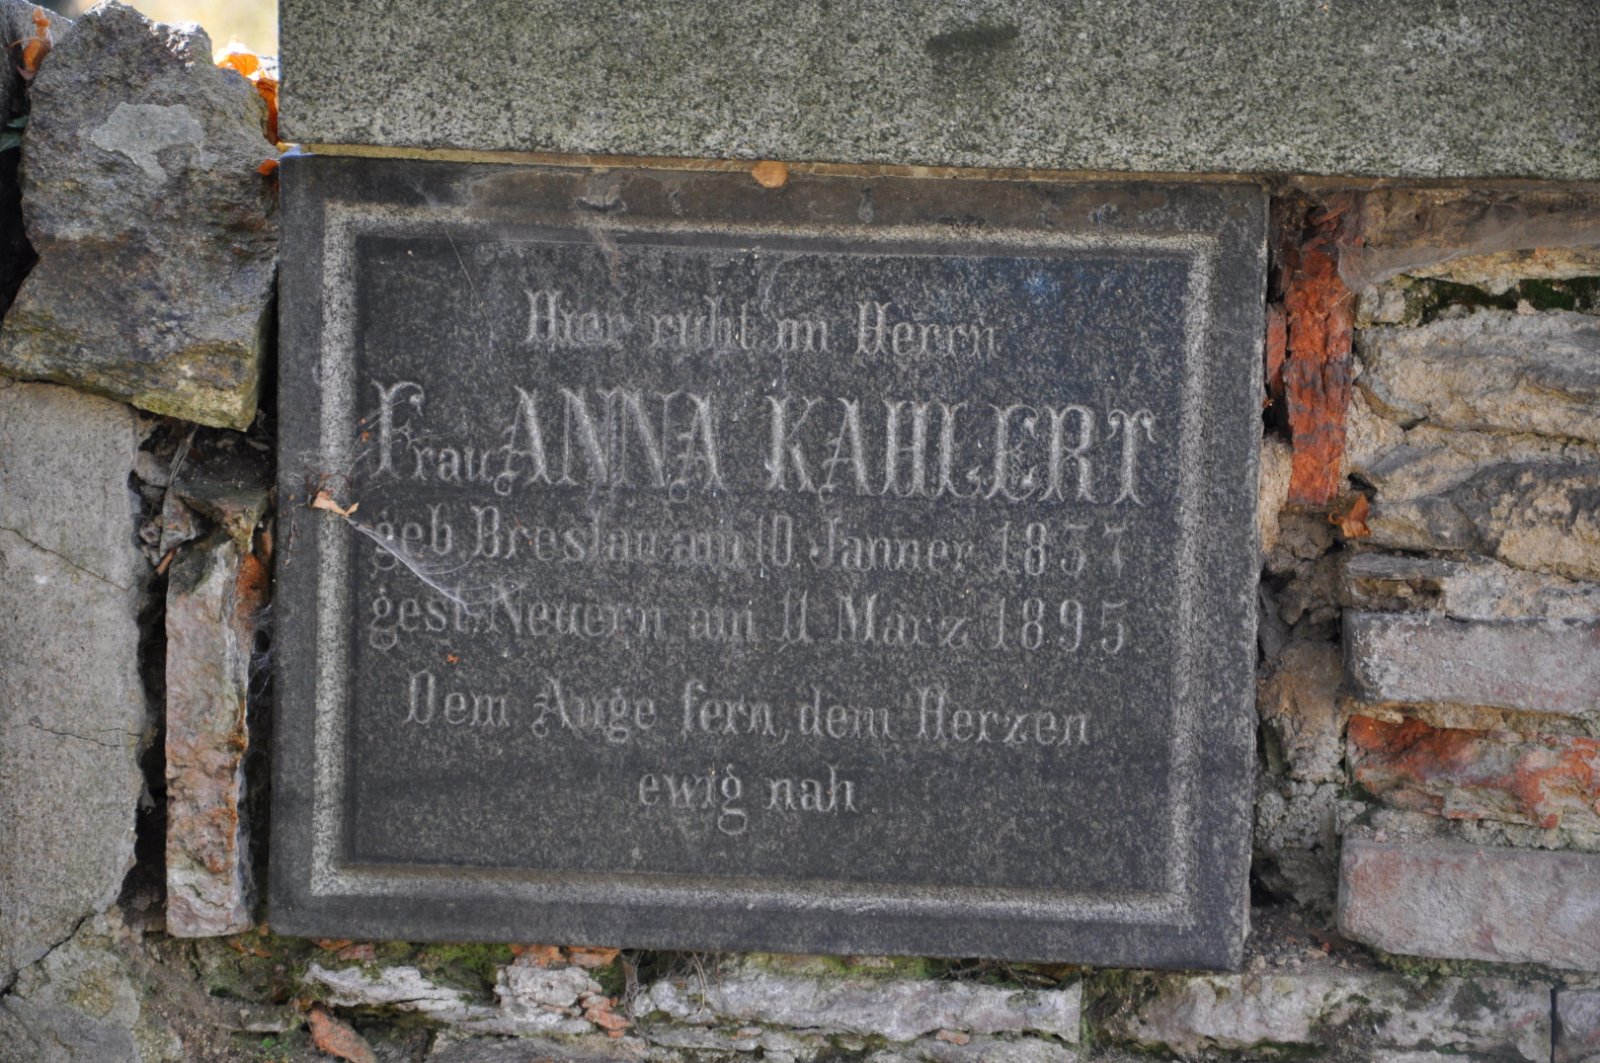 Hier ruht im Herrn
Frau ANNA KAHLERT
geb. Breslau am 10. Janner 1837
gest. Neuern am 11. Marz 1895.
Dem Auge fern, dem Herzen
ewig nah.